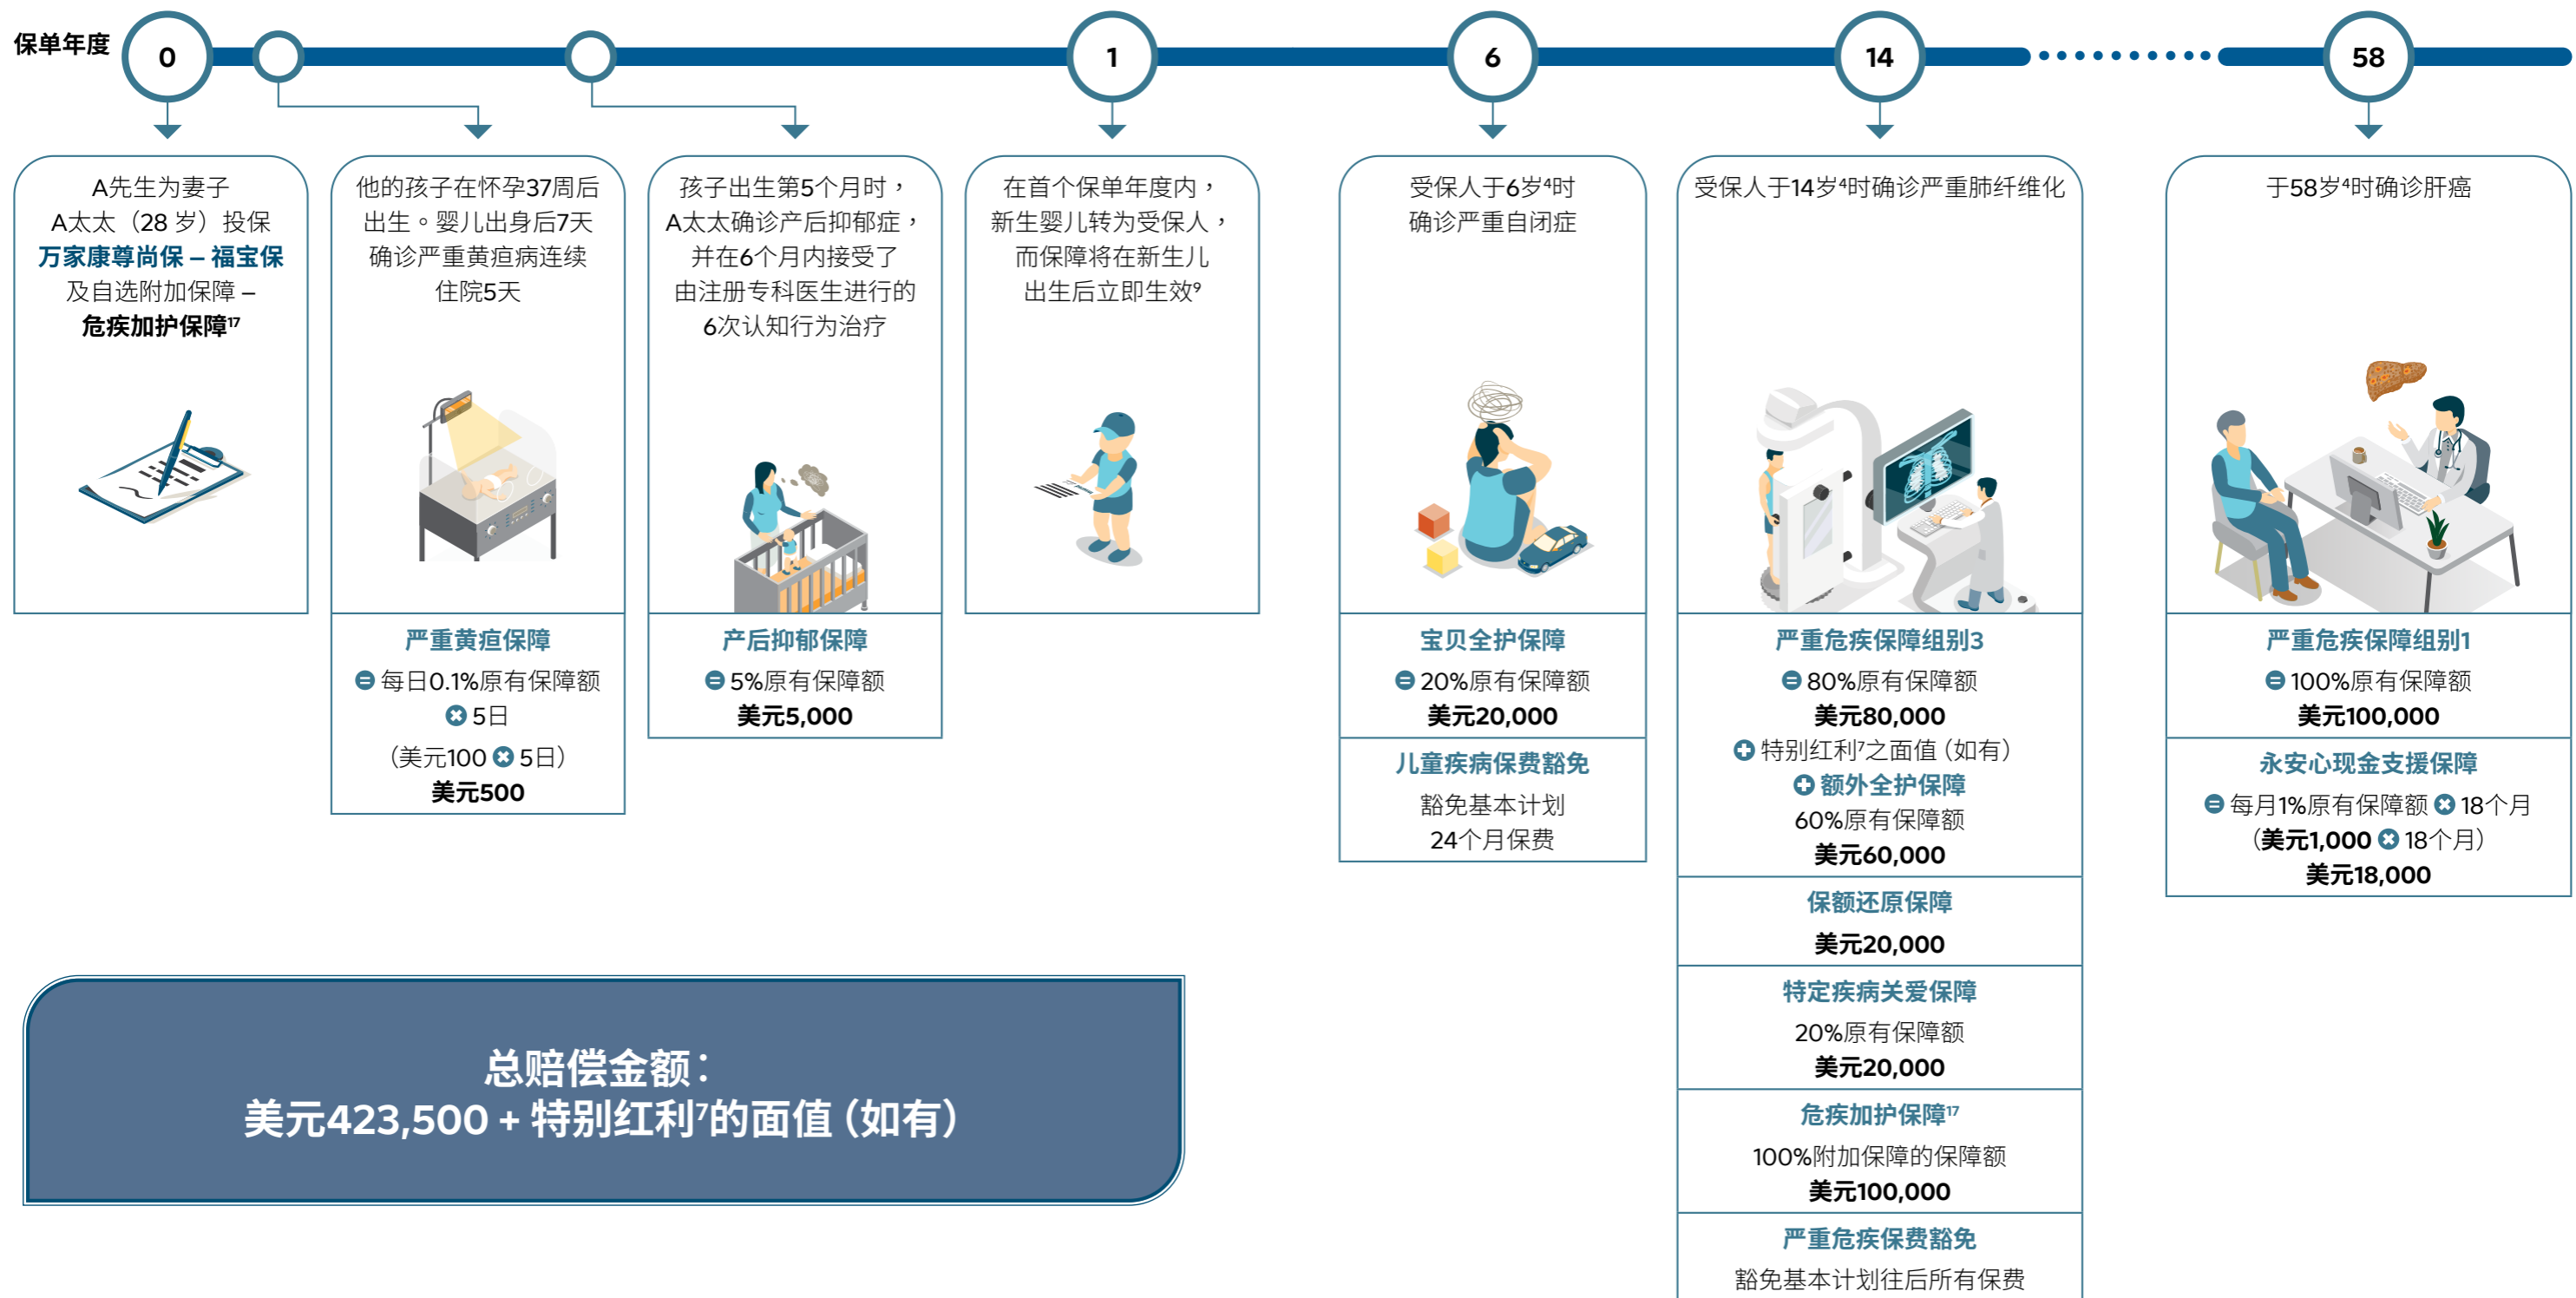 保单年度
0
1
6
14
58
A先生为妻子
A太太（28 岁）投保
万家康尊尚保 – 福宝保
及自选附加保障 –
危疾加护保障17
他的孩子在怀孕37周后
出生。婴儿出身后7天
确诊严重黄疸病连续
住院5天
严重黄疸保障
= 每日0.1%原有保障额
× 5日
（美元100 × 5日）
美元500
孩子出生第5个月时，
A太太确诊产后抑郁症，
并在6个月内接受了
由注册专科医生进行的
6次认知行为治疗
产后抑郁保障
= 5%原有保障额
美元5,000
在首个保单年度内，
新生婴儿转为受保人，
而保障将在新生儿
出生后立即生效9
受保人于6岁4时
确诊严重自闭症
宝贝全护保障
= 20%原有保障额
美元20,000
儿童疾病保费豁免
豁免基本计划
24个月保费
受保人于14岁4时确诊严重肺纤维化
严重危疾保障组别3
= 80%原有保障额
美元80,000
+ 特别红利7之面值（如有）
+ 额外全护保障
60%原有保障额
美元60,000
保额还原保障
美元20,000
特定疾病关爱保障
20%原有保障额
美元20,000
危疾加护保障17
100%附加保障的保障额
美元100,000
严重危疾保费豁免
豁免基本计划往后所有保费
于58岁4时确诊肝癌
严重危疾保障组别1
= 100%原有保障额
美元100,000
永安心现金支援保障
= 每月1%原有保障额 × 18个月
（美元1,000 × 18个月）
美元18,000
总赔偿金额：
美元423,500 + 特别红利7的面值（如有）